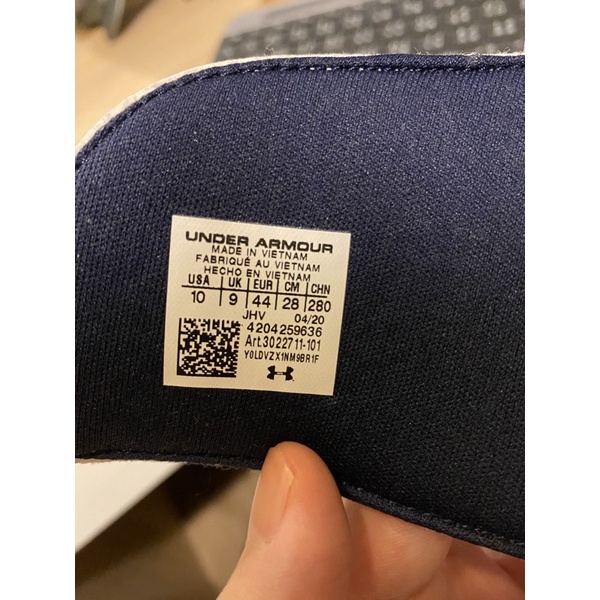 UNDER ARMOUR
MADE IN VIETNAM
FABRIQUÉ AU VIETNAM
HECHO EN VIETNAM
USA UK EUR CM CHN
10 9 44 28 280
JHV 04/20
4204259636
Art.3022711-101
Y0LDVZX1NM9BR1F